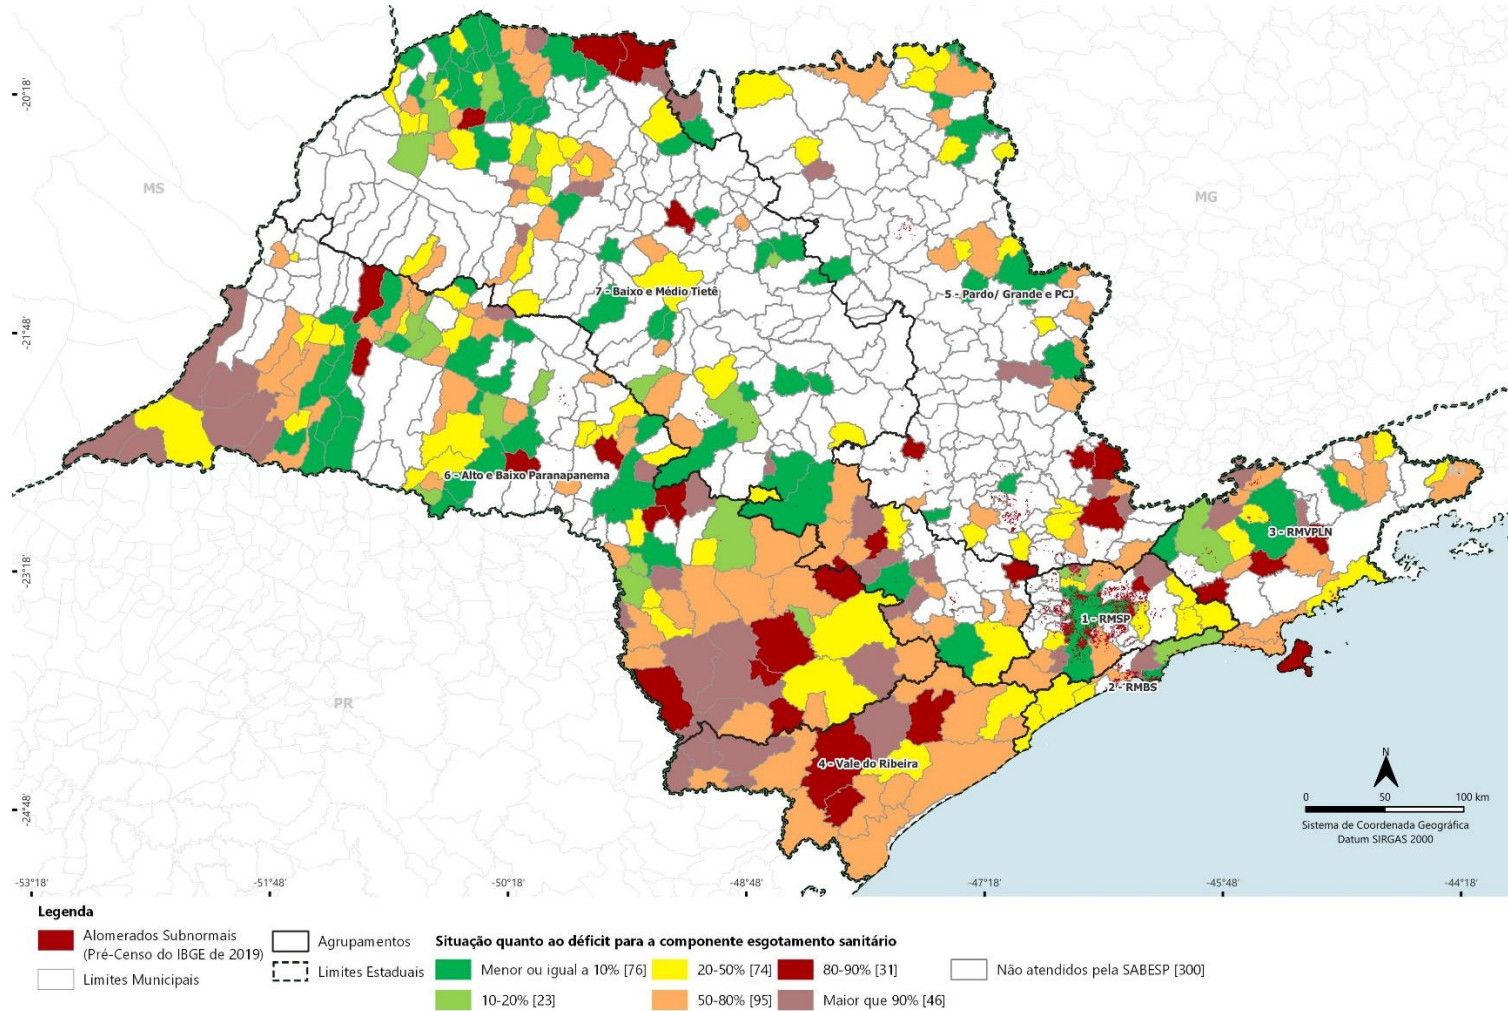 -20°18'
MS
MG
7 - Baixo e Médio Tietê
5 - Pardo/ Grande e PCJ
-21°48'
6 - Alto e Baixo Paranapanema
3 - RMVPLN
-23°18'
1 - RMSP
2 - RMBS
PR
4 - Vale do Ribeira
N
0 50 100 km
Sistema de Coordenada Geográfica
Datum SIRGAS 2000
-24°48'
-53°18' -51°48' -50°18' -48°48' -47°18' -45°48' -44°18'
Legenda
Alomerados Subnormais
(Pré-Censo do IBGE de 2019)
Limites Municipais
Agrupamentos
Limites Estaduais
Situação quanto ao déficit para a componente esgotamento sanitário
Menor ou igual a 10% [76] 20-50% [74] 80-90% [31] Não atendidos pela SABESP [300]
10-20% [23] 50-80% [95] Maior que 90% [46]